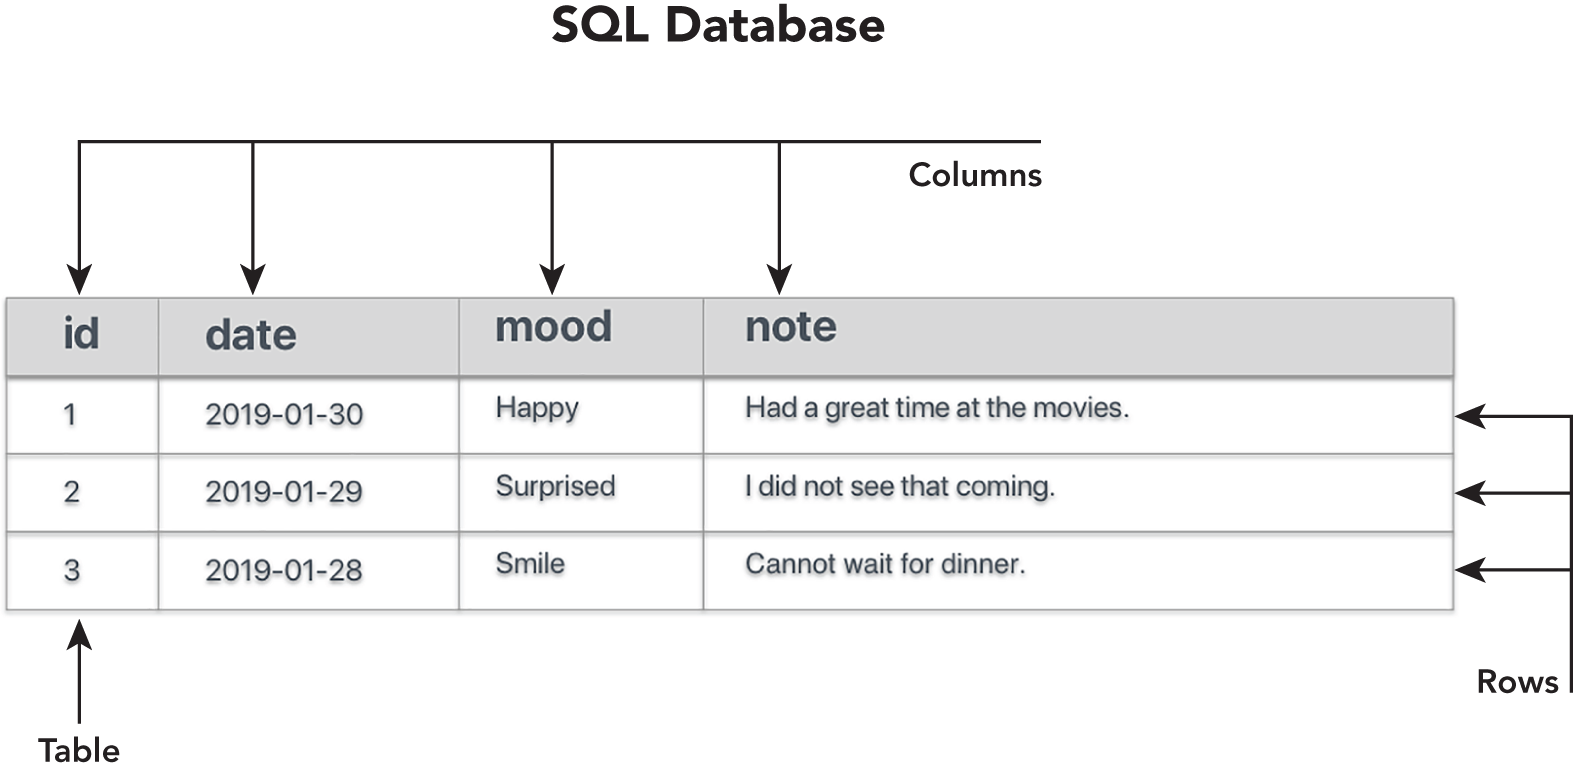 SQL Database
Columns
id date mood note
1 2019-01-30 Happy Had a great time at the movies.
2 2019-01-29 Surprised I did not see that coming.
3 2019-01-28 Smile Cannot wait for dinner.
Rows
Table